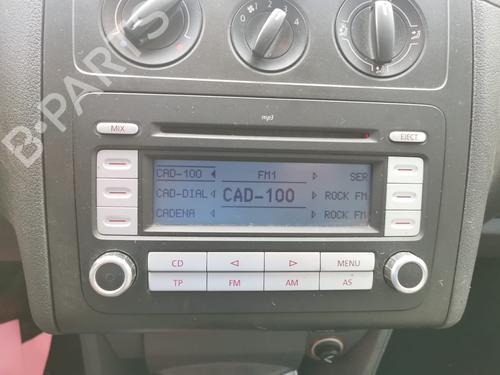 B-PARTS
0
1
2
3
4
mp3
MIX
EJECT
CAD-100 FM1 SER
CAD-DIAL CAD-100 ROCK FM
CADENA ROCK FM
CD
MENU
TP
FM
AM
AS